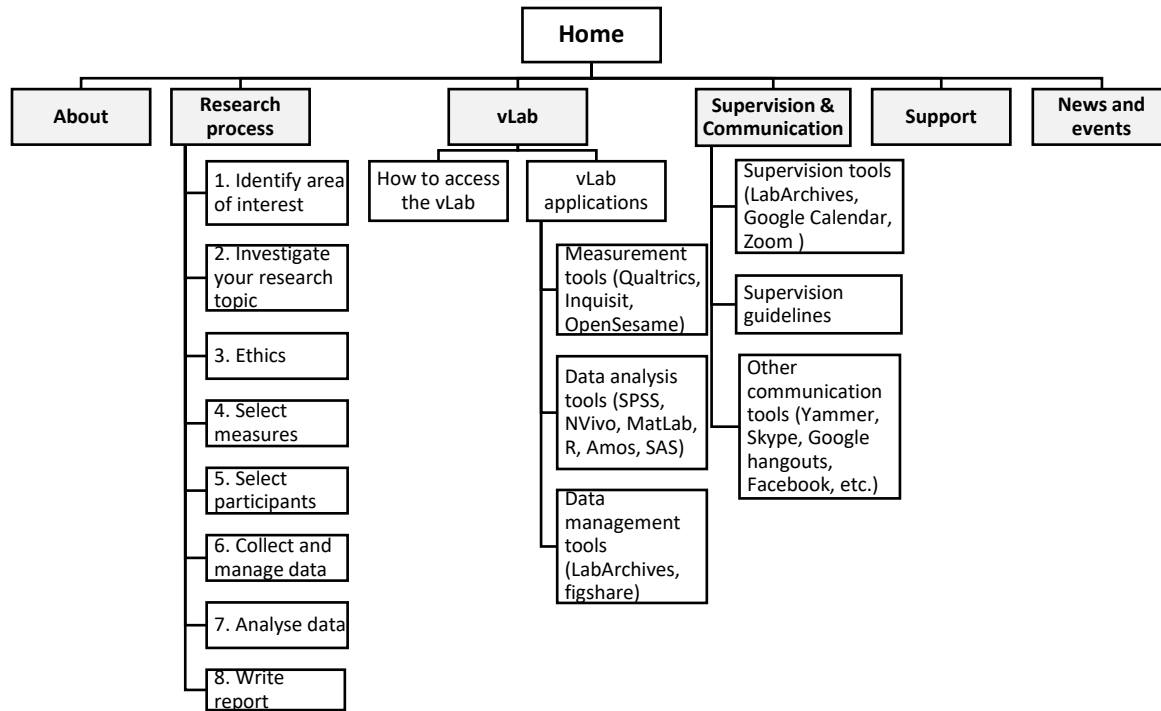 Home
About
Research
process
vLab
Supervision &
Communication
Support
News and
events
1. Identify area
of interest
2. Investigate
your research
topic
3. Ethics
4. Select
measures
5. Select
participants
6. Collect and
manage data
7. Analyse data
8. Write
report
How to access
the vLab
vLab
applications
Measurement
tools (Qualtrics,
Inquisit,
OpenSesame)
Data analysis
tools (SPSS,
NVivo, MatLab,
R, Amos, SAS)
Data
management
tools
(LabArchives,
figshare)
Supervision tools
(LabArchives,
Google Calendar,
Zoom )
Supervision
guidelines
Other
communication
tools (Yammer,
Skype, Google
hangouts,
Facebook, etc.)